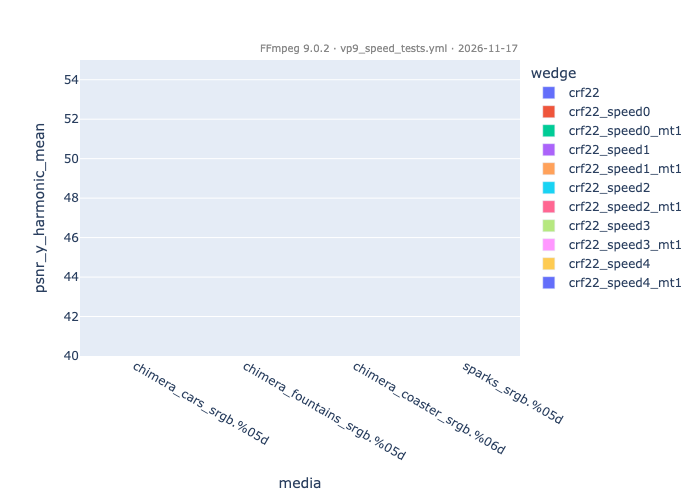 FFmpeg 9.0.2 · vp9_speed_tests.yml · 2026-11-17
psnr_y_harmonic_mean
54
52
50
48
46
44
42
40
chimera_cars_srgb.%05d
chimera_fountains_srgb.%05d
chimera_coaster_srgb.%06d
sparks_srgb.%05d
media
wedge
crf22
crf22_speed0
crf22_speed0_mt1
crf22_speed1
crf22_speed1_mt1
crf22_speed2
crf22_speed2_mt1
crf22_speed3
crf22_speed3_mt1
crf22_speed4
crf22_speed4_mt1